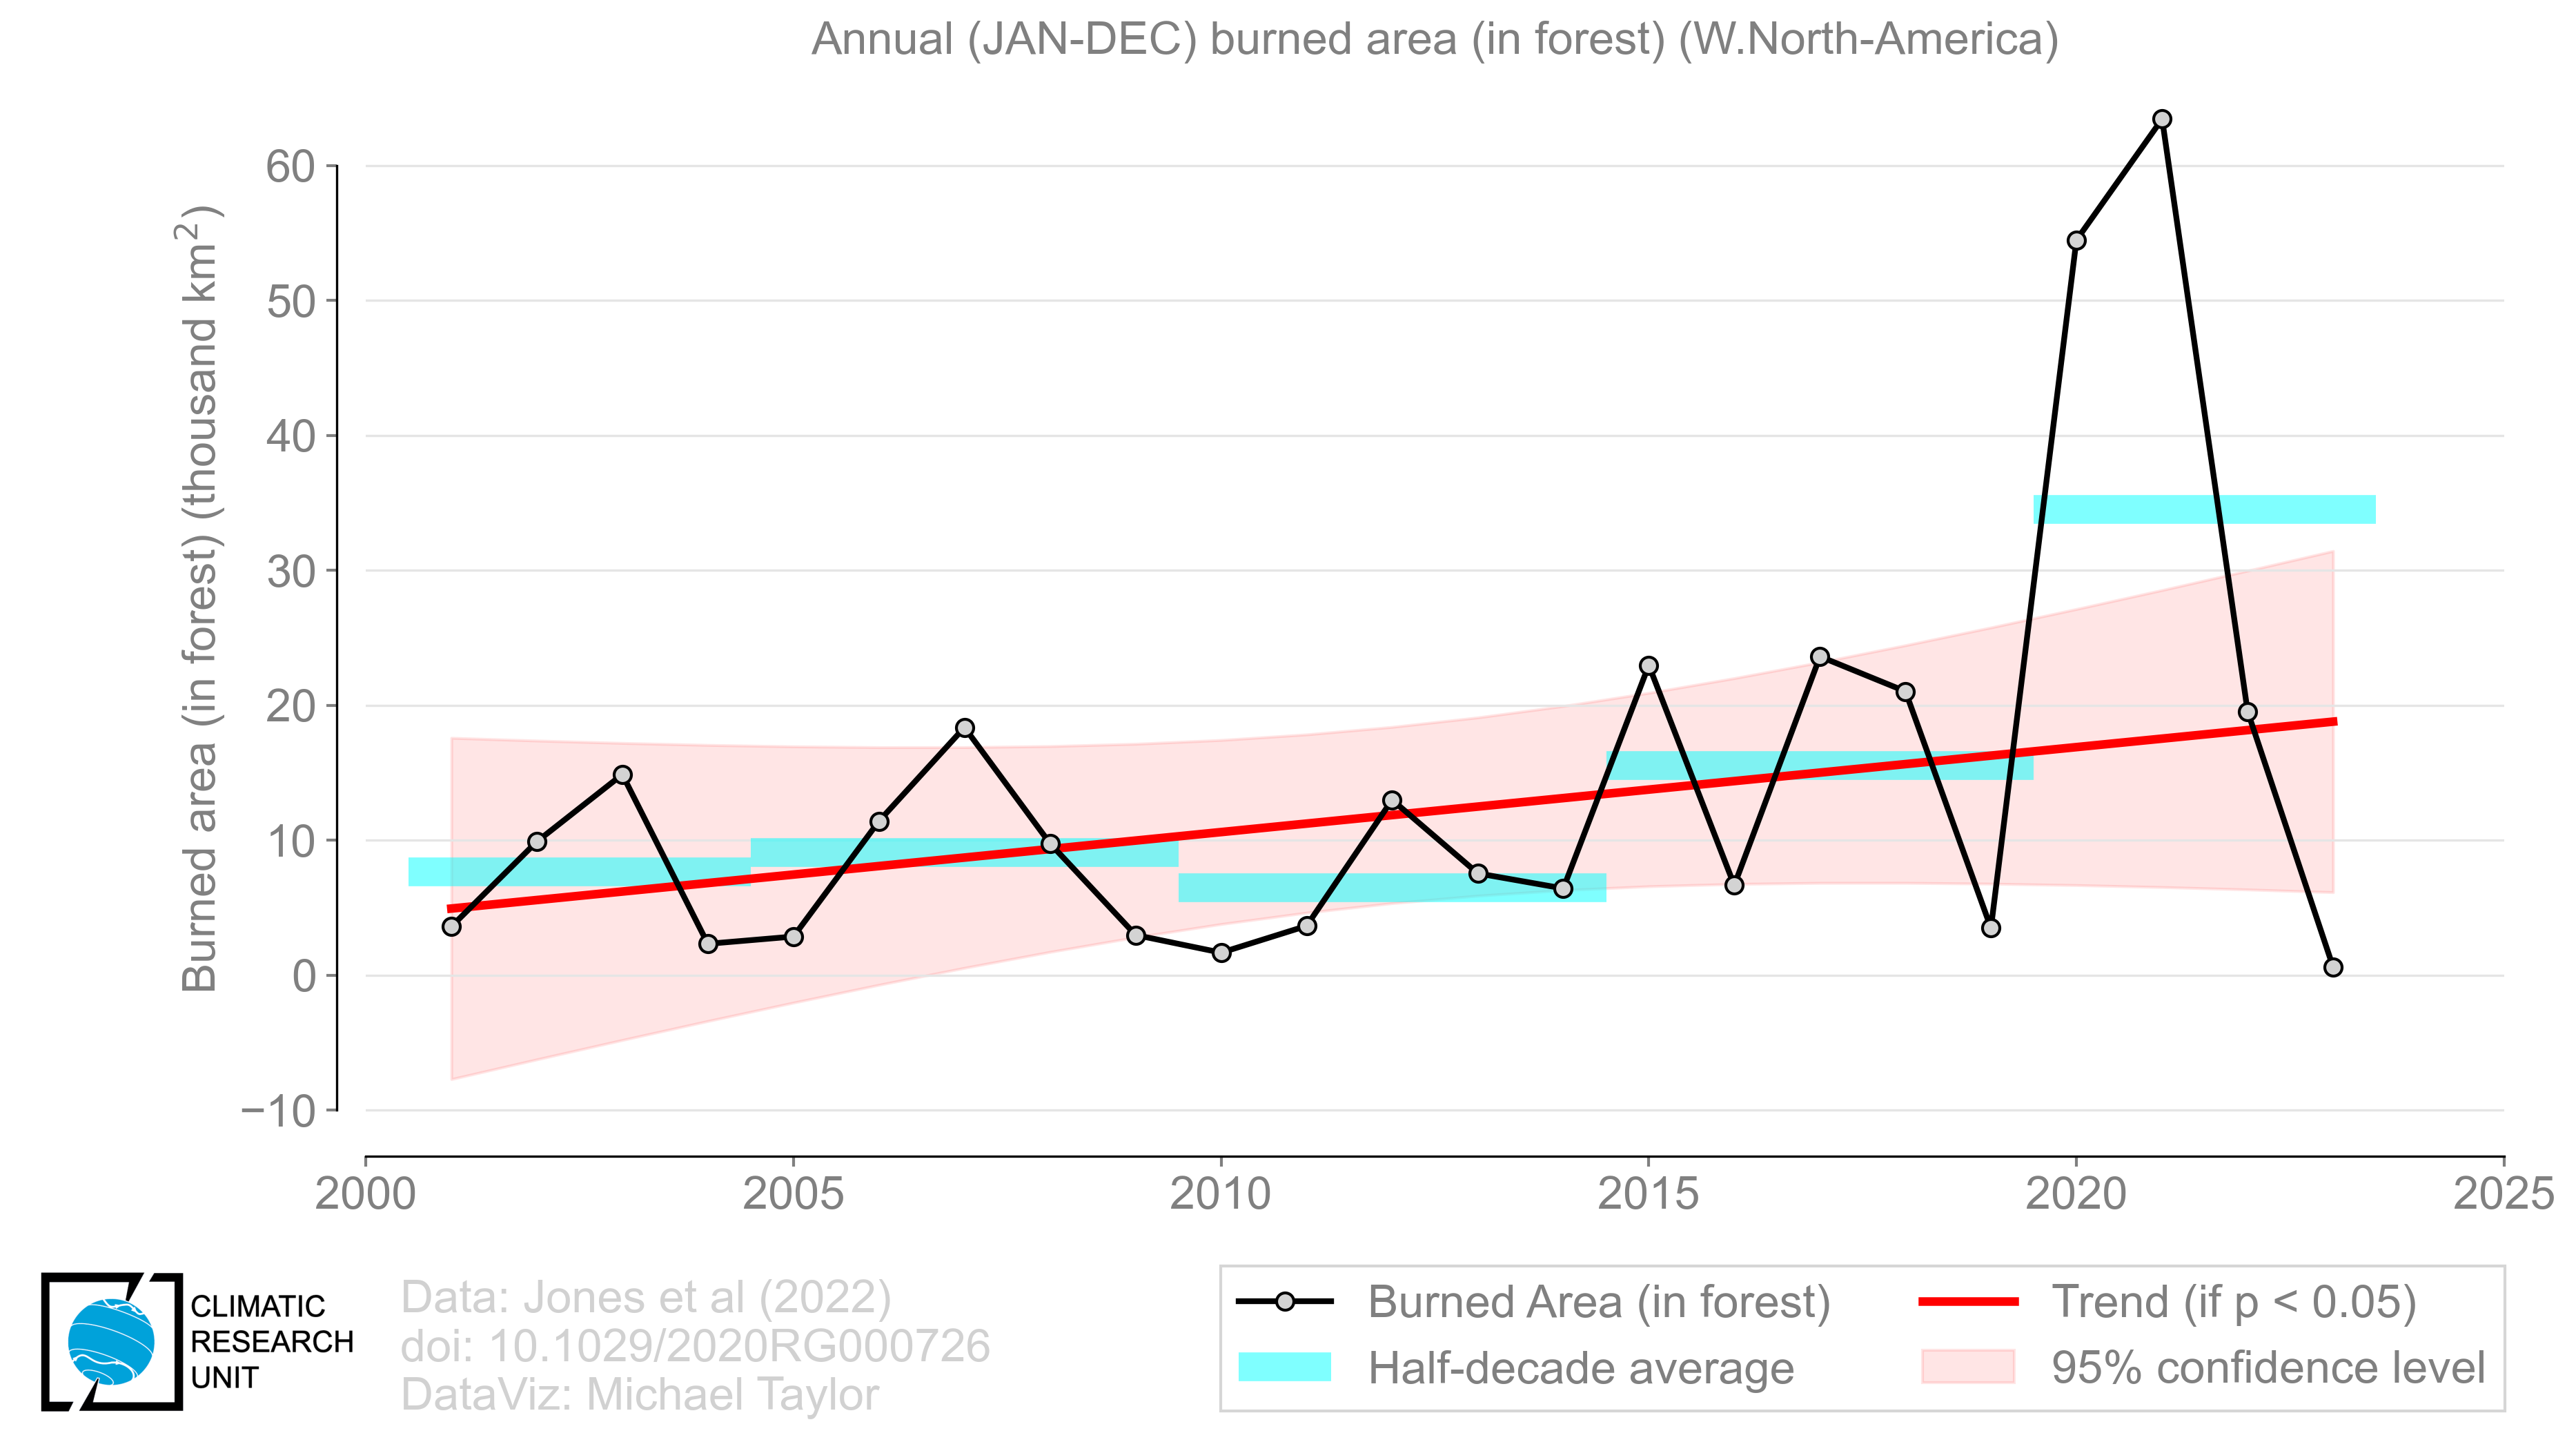 Annual (JAN-DEC) burned area (in forest) (W.North-America)
Burned area (in forest) (thousand km²)
60
50
40
30
20
10
0
−10
2000
2005
2010
2015
2020
2025
CLIMATIC
RESEARCH
UNIT
Data: Jones et al (2022)
doi: 10.1029/2020RG000726
DataViz: Michael Taylor
Burned Area (in forest)
Half-decade average
Trend (if p < 0.05)
95% confidence level